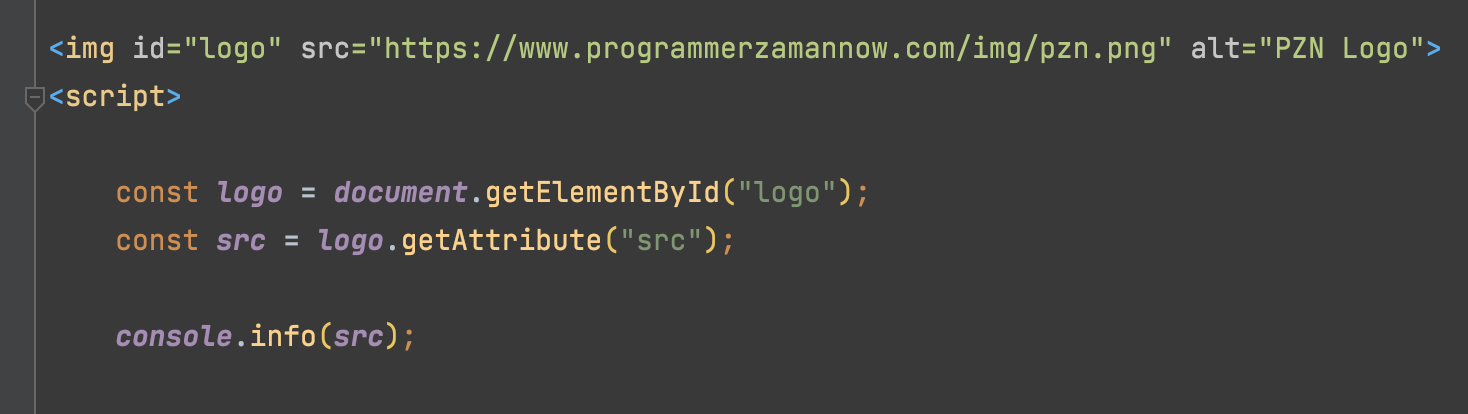 <img id="logo" src="https://www.programmerzamannow.com/img/pzn.png" alt="PZN Logo">
<script>
const logo = document.getElementById("logo");
const src = logo.getAttribute("src");
console.info(src);